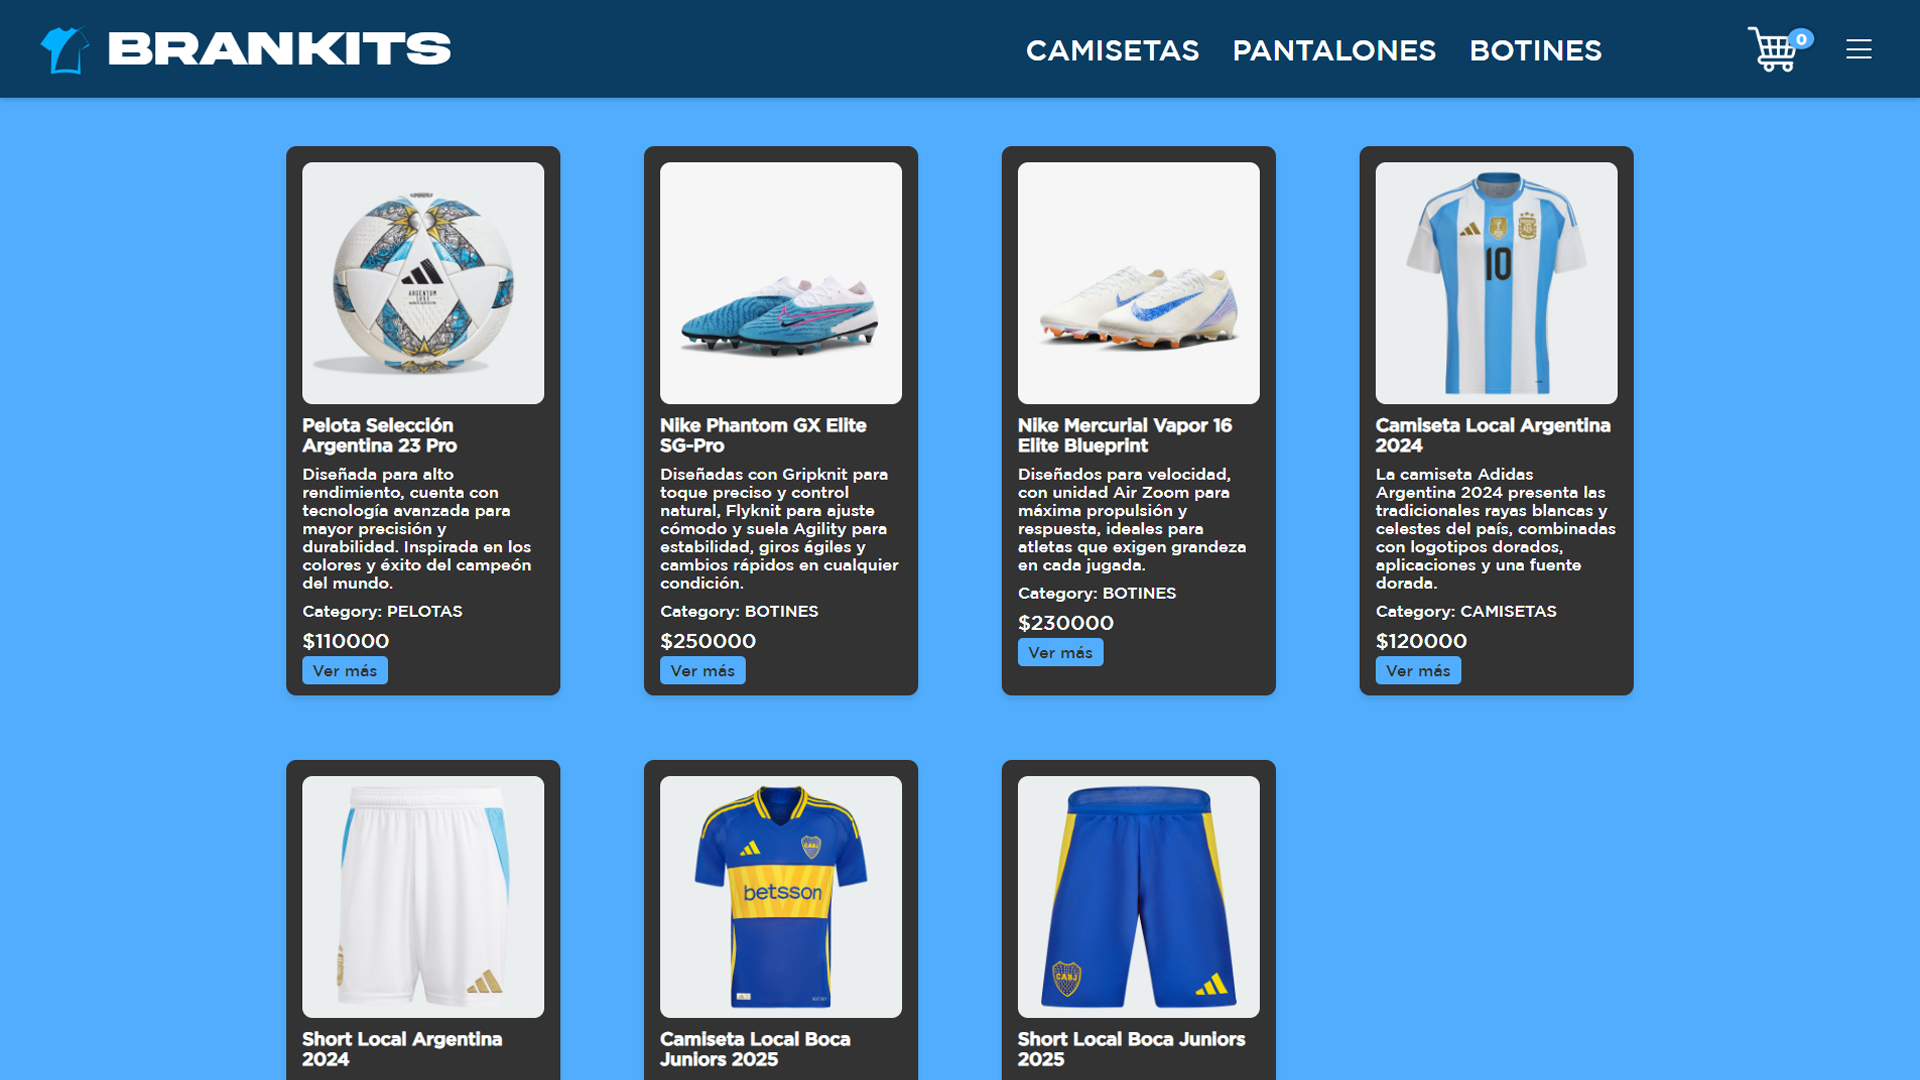 BRANKITS
CAMISETAS PANTALONES BOTINES
0
ARGENTUM
Pelota Selección
Argentina 23 Pro
Diseñada para alto
rendimiento, cuenta con
tecnología avanzada para
mayor precisión y
durabilidad. Inspirada en los
colores y éxito del campeón
del mundo.
Category: PELOTAS
$110000
Ver más
Nike Phantom GX Elite
SG-Pro
Diseñadas con Gripknit para
toque preciso y control
natural, Flyknit para ajuste
cómodo y suela Agility para
estabilidad, giros ágiles y
cambios rápidos en cualquier
condición.
Category: BOTINES
$250000
Ver más
Nike Mercurial Vapor 16
Elite Blueprint
Diseñados para velocidad,
con unidad Air Zoom para
máxima propulsión y
respuesta, ideales para
atletas que exigen grandeza
en cada jugada.
Category: BOTINES
$230000
Ver más
10
Camiseta Local Argentina
2024
La camiseta Adidas
Argentina 2024 presenta las
tradicionales rayas blancas y
celestes del país, combinadas
con logotipos dorados,
aplicaciones y una fuente
dorada.
Category: CAMISETAS
$120000
Ver más
Short Local Argentina
2024
CABJ
betsson
Camiseta Local Boca
Juniors 2025
CABJ
Short Local Boca Juniors
2025